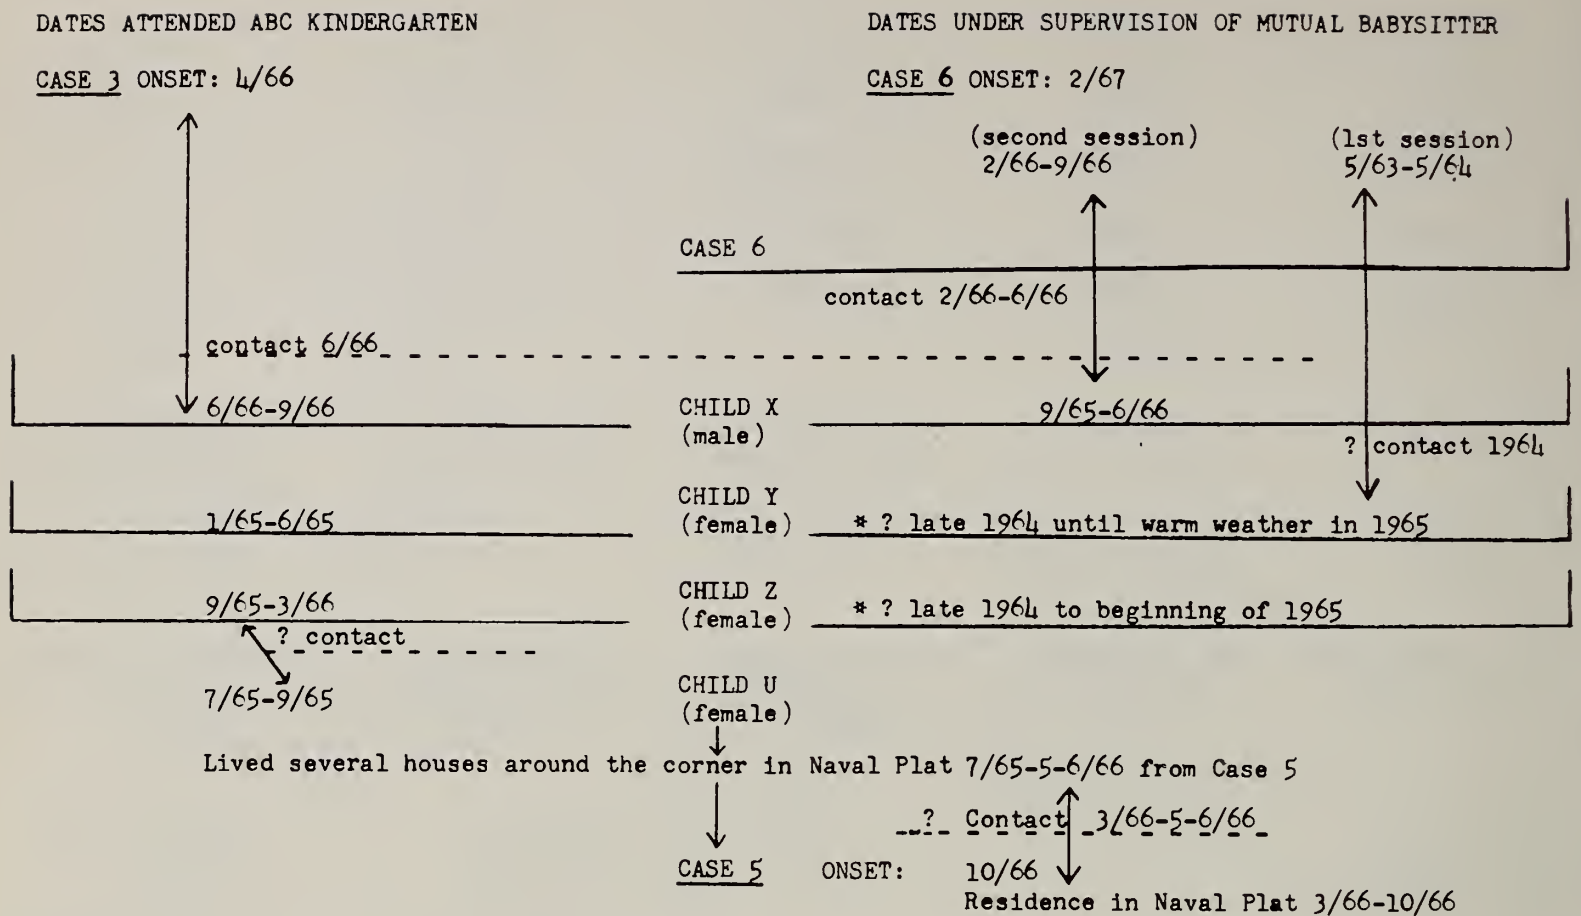 DATES ATTENDED ABC KINDERGARTEN
DATES UNDER SUPERVISION OF MUTUAL BABYSITTER
CASE 3 ONSET: 4/66
CASE 6 ONSET: 2/67
(second session)
2/66-9/66
(1st session)
5/63-5/64
CASE 6
contact 2/66-6/66
contact 6/66
6/66-9/66
CHILD X
(male)
9/65-6/66
? contact 1964
1/65-6/65
CHILD Y
(female)
* ? late 1964 until warm weather in 1965
9/65-3/66
CHILD Z
(female)
* ? late 1964 to beginning of 1965
? contact
7/65-9/65
CHILD U
(female)
Lived several houses around the corner in Naval Plat 7/65-5-6/66 from Case 5
? Contact 3/66-5-6/66
CASE 5 ONSET: 10/66
Residence in Naval Plat 3/66-10/66